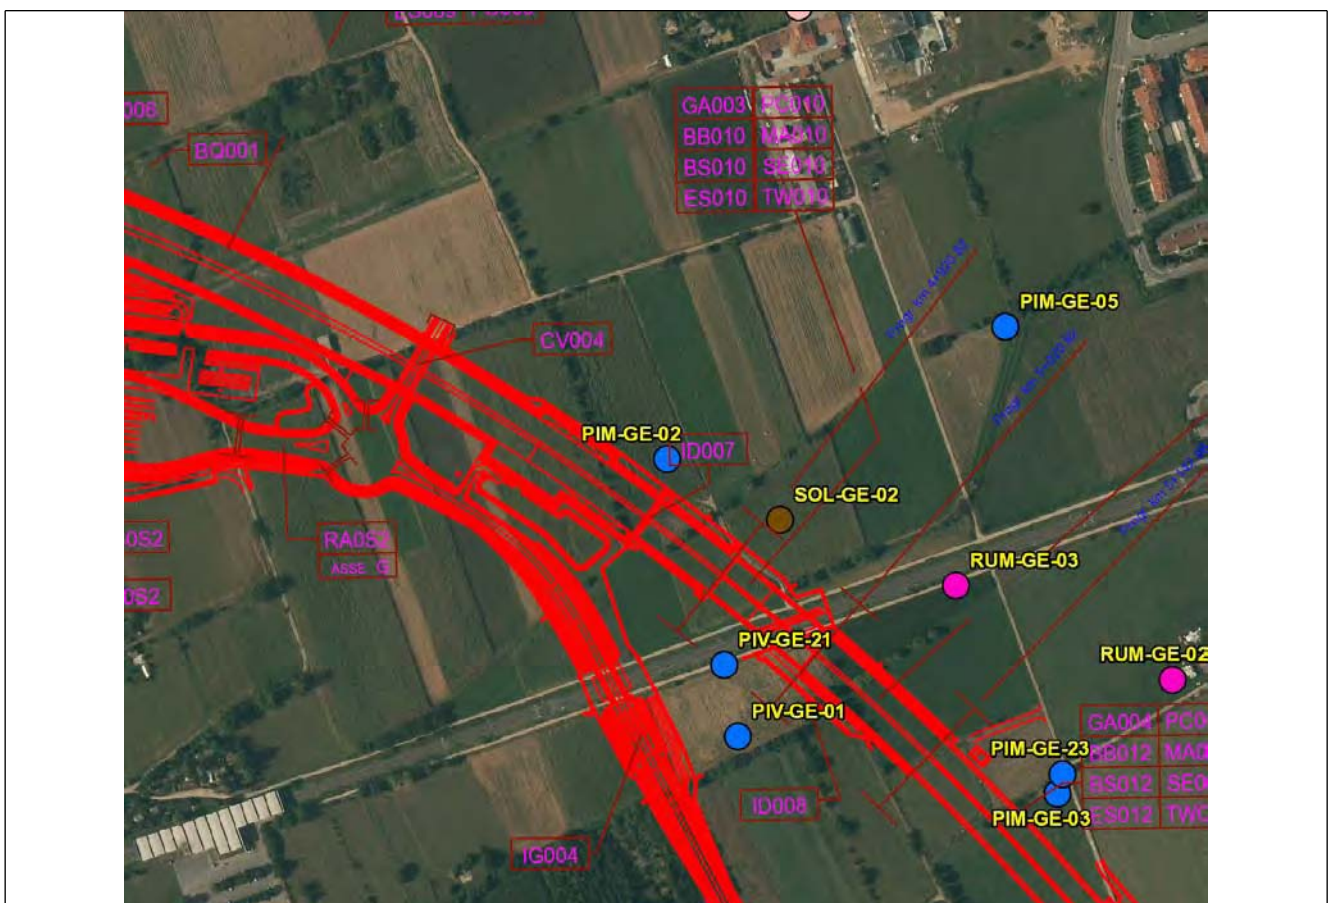 BQ001
GA003 PC010
BB010 MA010
BS010 SE010
ES010 TW010
PIM-GE-05
CV004
PIM-GE-02
ID007
SOL-GE-02
0S2
ASSE G
RUM-GE-03
0S2
PIV-GE-21
RUM-GE-02
PIV-GE-01
GA004
PIM-GE-23
BB012
ID008
BS012
PIM-GE-03
ES012
IG004